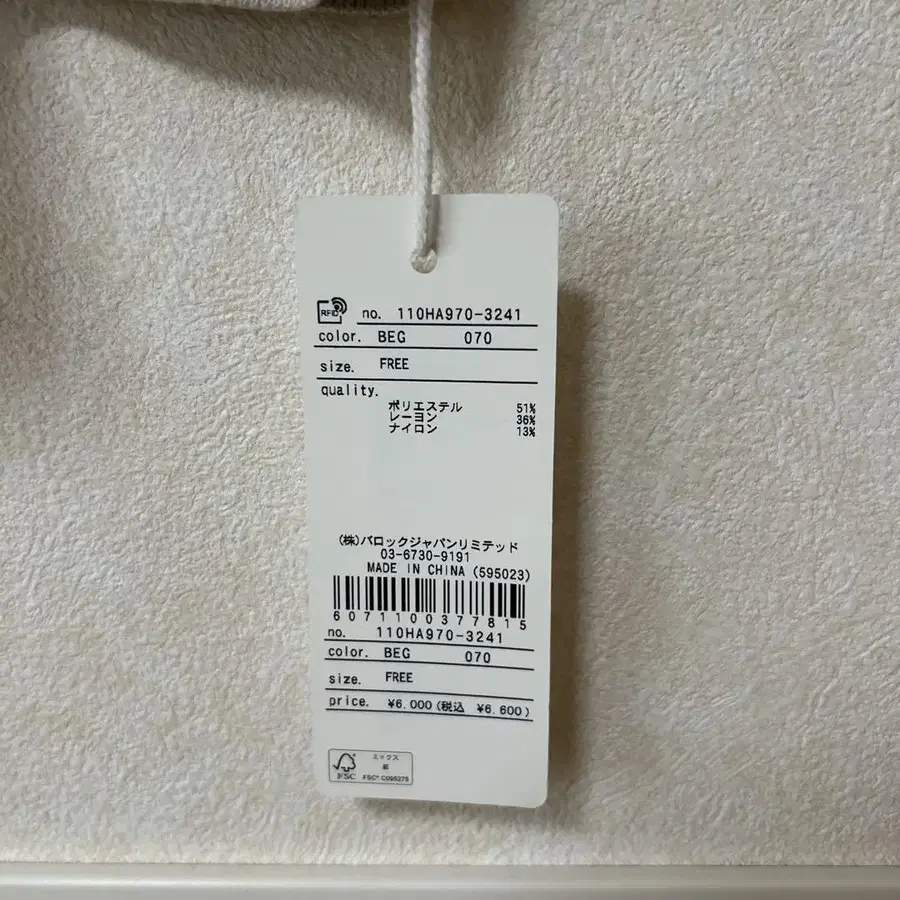 RFID no. 110HA970-3241
color. BEG 070
size. FREE
quality.
ポリエステル 51%
レーヨン 36%
ナイロン 13%
(株)バロックジャパンリミテッド
03-6730-9191
MADE IN CHINA (595023)
6071100377815
no. 110HA970-3241
color. BEG 070
size. FREE
price. ¥6,000(税込 ¥6,600)
ミックス
紙
FSC FSC® C095275